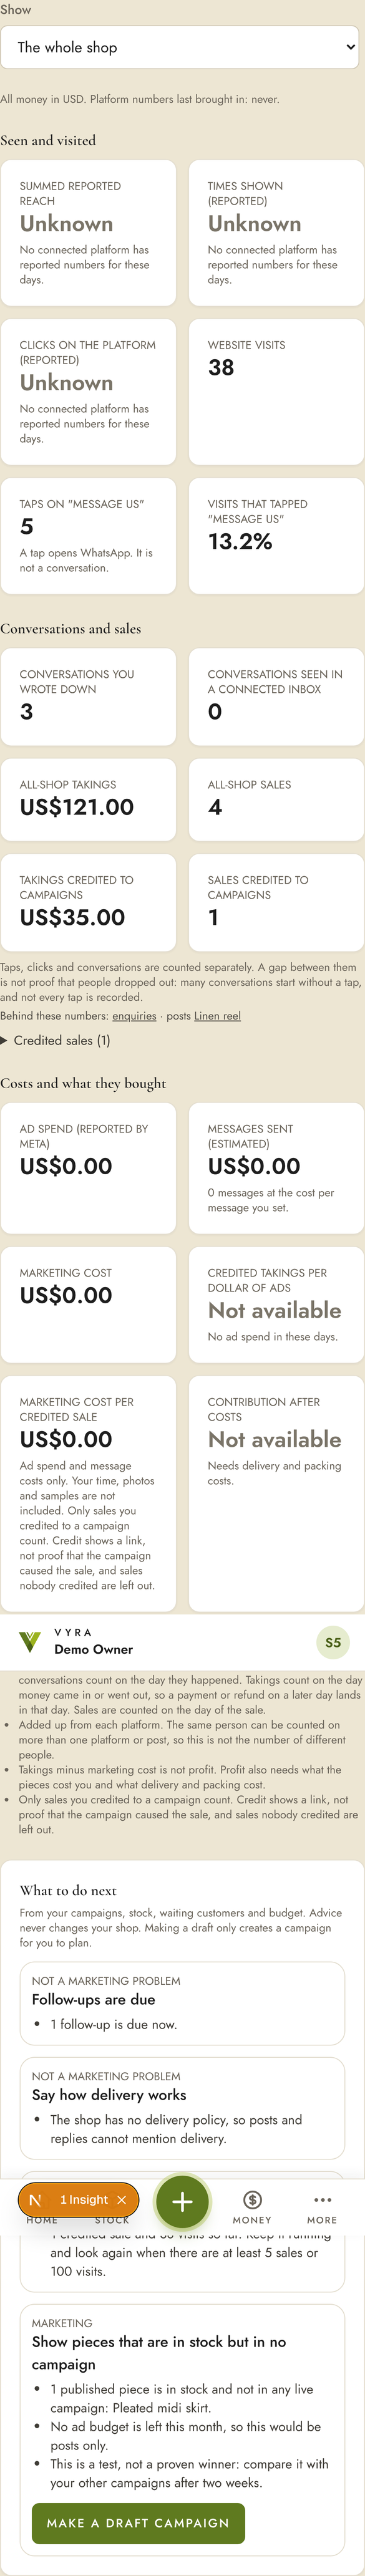 Show
The whole shop
All money in USD. Platform numbers last brought in: never.
Seen and visited
SUMMED REPORTED
REACH
Unknown
No connected platform has
reported numbers for these
days.
TIMES SHOWN
(REPORTED)
Unknown
No connected platform has
reported numbers for these
days.
CLICKS ON THE PLATFORM
(REPORTED)
Unknown
No connected platform has
reported numbers for these
days.
WEBSITE VISITS
38
TAPS ON "MESSAGE US"
5
A tap opens WhatsApp. It is
not a conversation.
VISITS THAT TAPPED
"MESSAGE US"
13.2%
Conversations and sales
CONVERSATIONS YOU
WROTE DOWN
3
CONVERSATIONS SEEN IN
A CONNECTED INBOX
0
ALL-SHOP TAKINGS
US$121.00
ALL-SHOP SALES
4
TAKINGS CREDITED TO
CAMPAIGNS
US$35.00
SALES CREDITED TO
CAMPAIGNS
1
Taps, clicks and conversations are counted separately. A gap between them
is not proof that people dropped out: many conversations start without a tap,
and not every tap is recorded.
Behind these numbers: enquiries · posts Linen reel
Credited sales (1)
Costs and what they bought
AD SPEND (REPORTED BY
META)
US$0.00
MESSAGES SENT
(ESTIMATED)
US$0.00
0 messages at the cost per
message you set.
MARKETING COST
US$0.00
CREDITED TAKINGS PER
DOLLAR OF ADS
Not available
No ad spend in these days.
MARKETING COST PER
CREDITED SALE
US$0.00
Ad spend and message
costs only. Your time, photos
and samples are not
included. Only sales you
credited to a campaign
count. Credit shows a link,
not proof that the campaign
caused the sale, and sales
nobody credited are left out.
CONTRIBUTION AFTER
COSTS
Not available
Needs delivery and packing
costs.
VYRA
Demo Owner
S5
conversations count on the day they happened. Takings count on the day
money came in or went out, so a payment or refund on a later day lands
in that day. Sales are counted on the day of the sale.
• Added up from each platform. The same person can be counted on
more than one platform or post, so this is not the number of different
people.
• Takings minus marketing cost is not profit. Profit also needs what the
pieces cost you and what delivery and packing cost.
• Only sales you credited to a campaign count. Credit shows a link, not
proof that the campaign caused the sale, and sales nobody credited are
left out.
What to do next
From your campaigns, stock, waiting customers and budget. Advice
never changes your shop. Making a draft only creates a campaign
for you to plan.
NOT A MARKETING PROBLEM
Follow-ups are due
• 1 follow-up is due now.
NOT A MARKETING PROBLEM
Say how delivery works
• The shop has no delivery policy, so posts and
replies cannot mention delivery.
N 1 Insight
HOME
STOCK
MONEY
MORE
1 credited sale and 38 visits so far. Keep it running
and look again when there are at least 5 sales or
100 visits.
MARKETING
Show pieces that are in stock but in no
campaign
• 1 published piece is in stock and not in any live
campaign: Pleated midi skirt.
• No ad budget is left this month, so this would be
posts only.
• This is a test, not a proven winner: compare it with
your other campaigns after two weeks.
MAKE A DRAFT CAMPAIGN